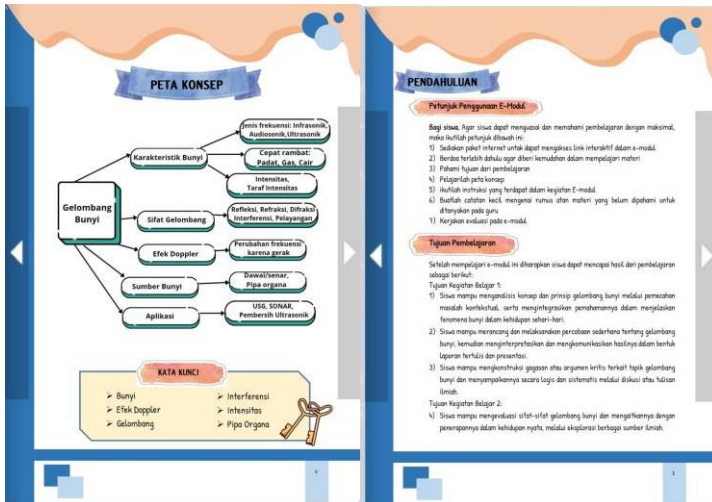 PETA KONSEP
Gelombang
Bunyi
Karakteristik Bunyi
Jenis frekuensi: Infrasonik,
Audiosonik,Ultrasonik
Cepat rambat:
Padat, Gas, Cair
Intensitas,
Taraf Intensitas
Sifat Gelombang
Refleksi, Refraksi, Difraksi
Interferensi, Pelayangan
Efek Doppler
Perubahan frekuensi
karena gerak
Sumber Bunyi
Dawai/senar,
Pipa organa
Aplikasi
USG, SONAR,
Pembersih Ultrasonik
KATA KUNCI
➢ Bunyi
➢ Efek Doppler
➢ Gelombang
➢ Interferensi
➢ Intensitas
➢ Pipa Organa
v
PENDAHULUAN
Petunjuk Penggunaan E-Modul
Bagi siswa, Agar siswa dapat menguasai dan memahami pembelajaran dengan maksimal,
maka ikutilah petunjuk dibawah ini:
1) Sediakan paket internet untuk dapat mengakses link interaktif dalam e-modul
2) Berdoa terlebih dahulu agar diberi kemudahan dalam mempelajari materi
3) Pahami tujuan dari pembelajaran
4) Pelajarilah peta konsep
5) Ikutilah instruksi yang terdapat dalam kegiatan E-modul
6) Buatlah catatan kecil mengenai rumus atau materi yang belum dipahami untuk
ditanyakan pada guru
7) Kerjakan evaluasi pada e-modul
Tujuan Pembelajaran
Setelah mempelajari e-modul ini diharapkan siswa dapat mencapai hasil dari pembelajaran
sebagai berikut:
Tujuan Kegiatan Belajar 1:
1) Siswa mampu menganalisis konsep dan prinsip gelombang bunyi melalui pemecahan
masalah kontekstual, serta mengintegrasikan pemahamannya dalam menjelaskan
fenomena bunyi dalam kehidupan sehari-hari.
2) Siswa mampu merancang dan melaksanakan percobaan sederhana tentang gelombang
bunyi, kemudian menginterpretasikan dan mengkomunikasikan hasilnya dalam bentuk
laporan tertulis dan presentasi.
3) Siswa mampu mengkonstruksi gagasan atau argumen kritis terkait topik gelombang
bunyi dan menyampaikannya secara logis dan sistematis melalui diskusi atau tulisan
ilmiah.
Tujuan Kegiatan Belajar 2:
4) Siswa mampu mengevaluasi sifat-sifat gelombang bunyi dan mengaitkannya dengan
penerapannya dalam kehidupan nyata, melalui eksplorasi berbagai sumber ilmiah.